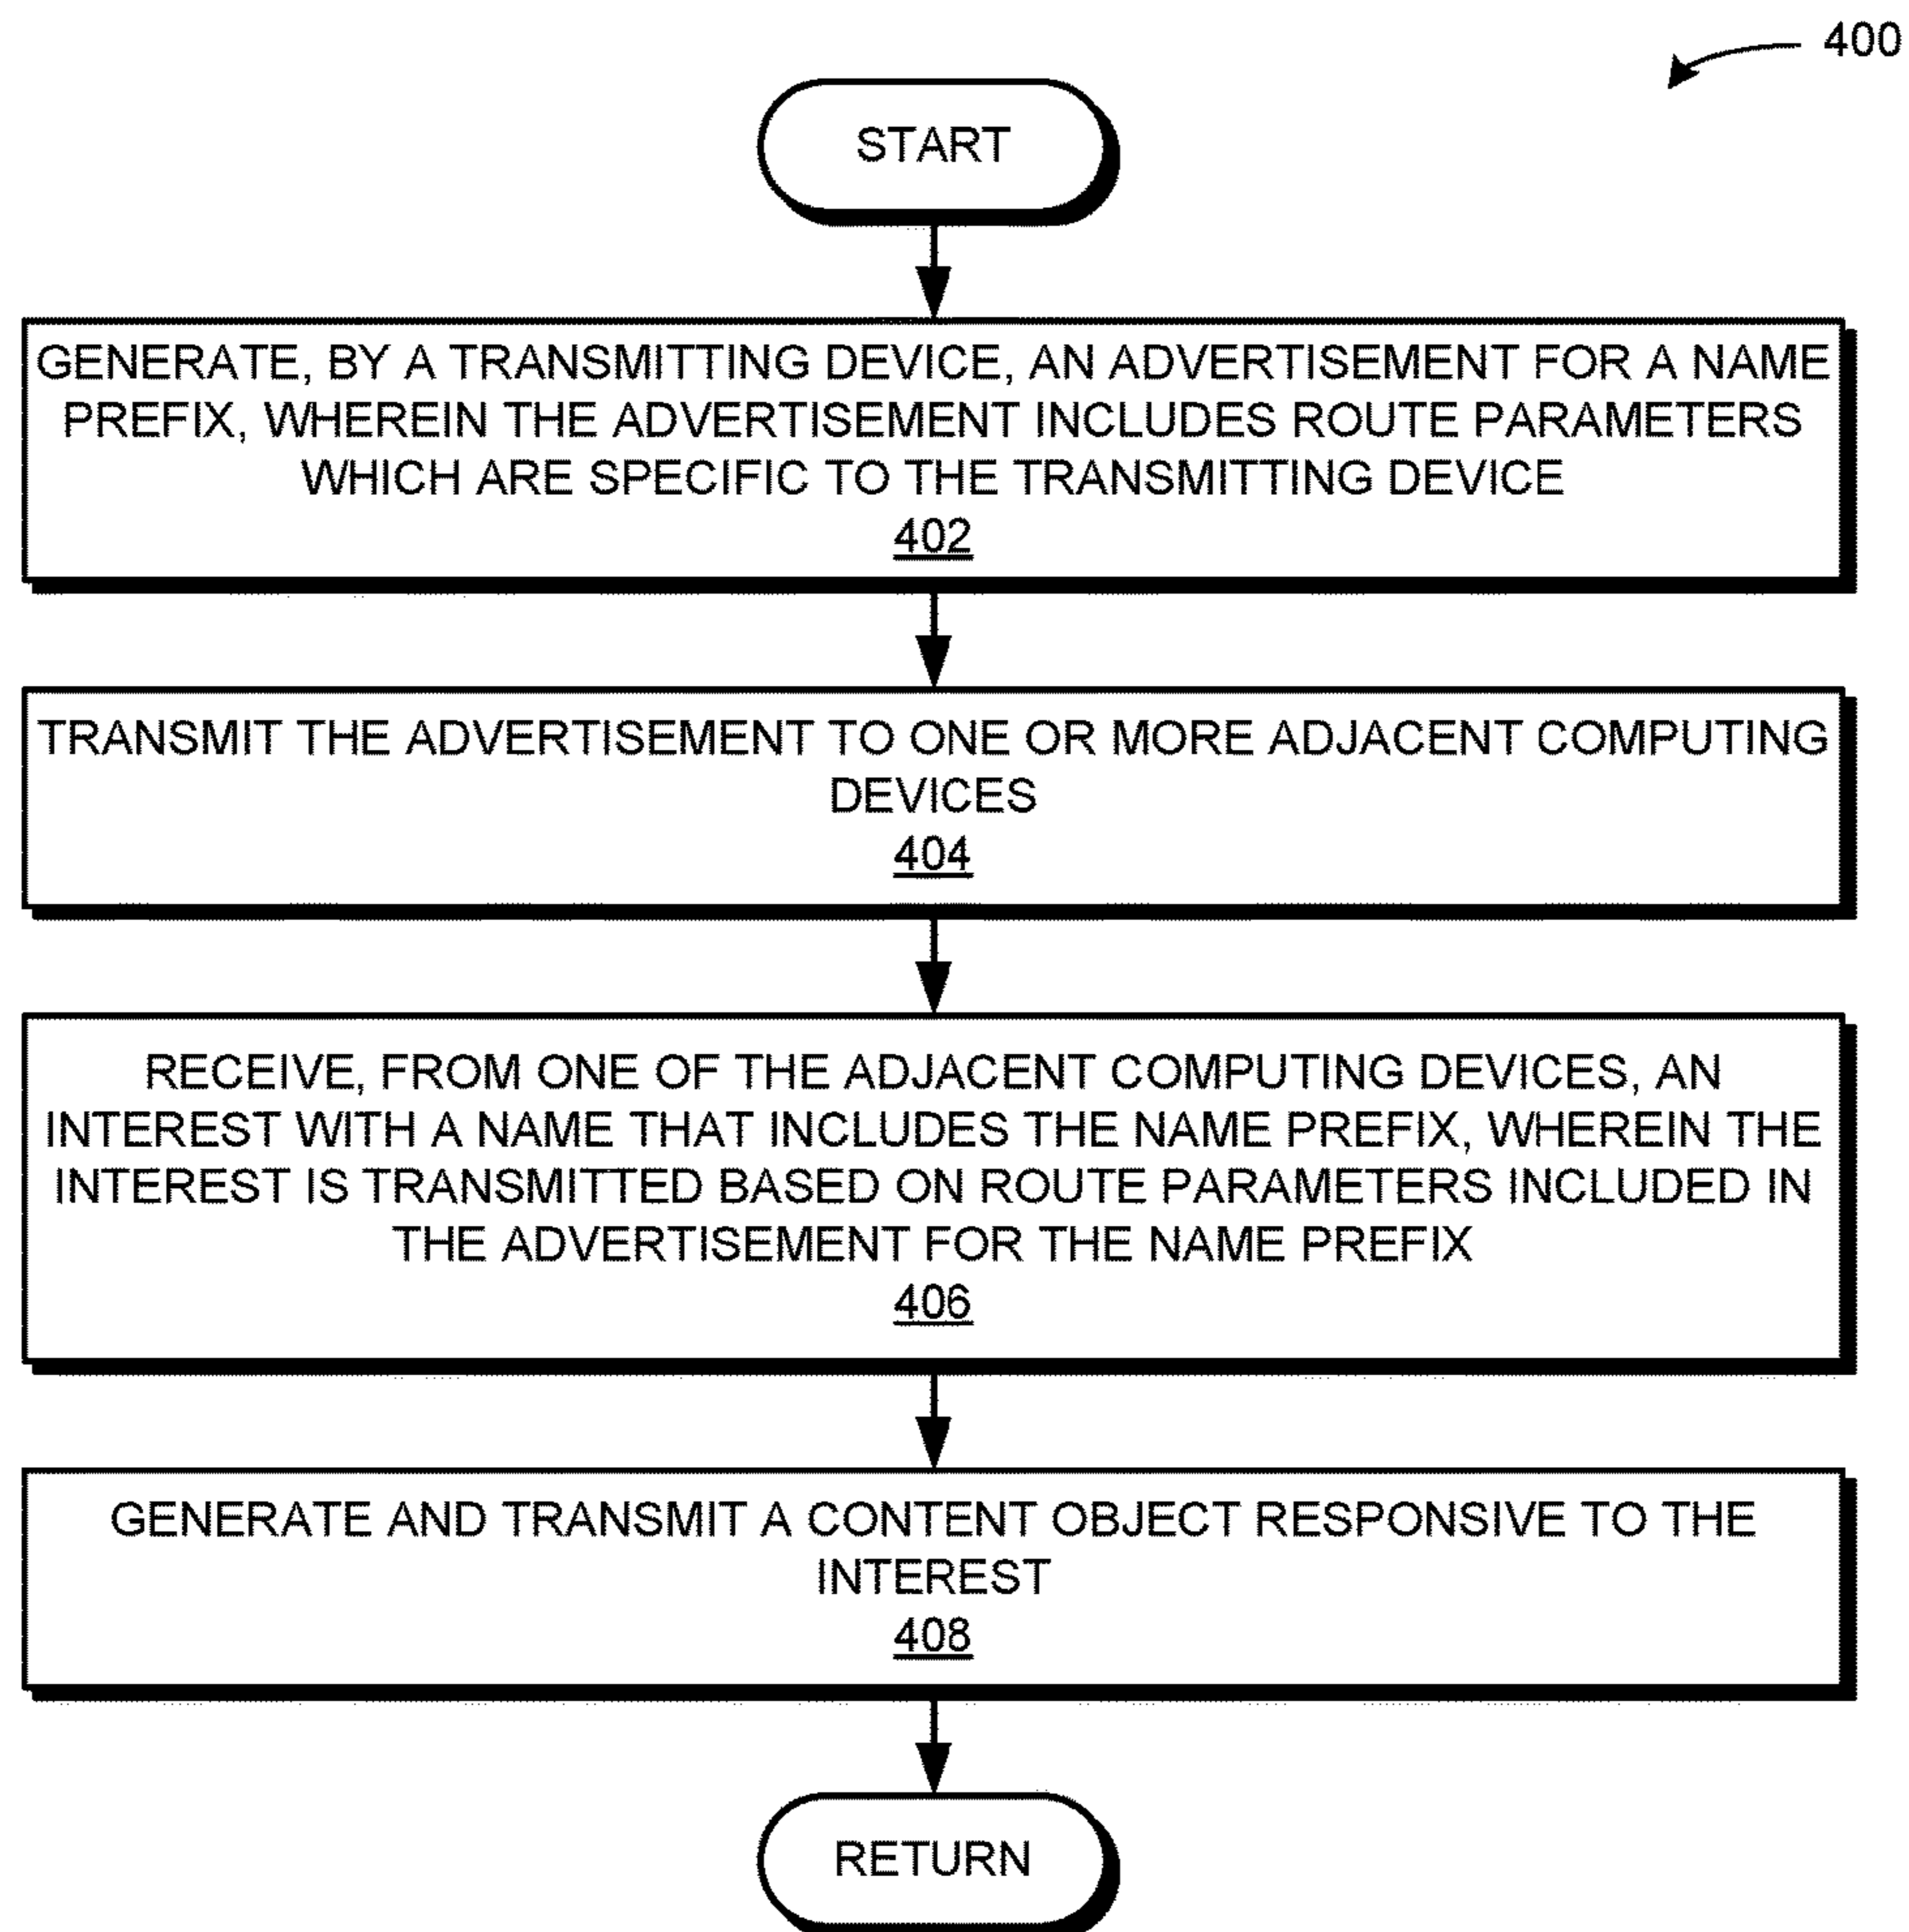 400
START
GENERATE, BY A TRANSMITTING DEVICE, AN ADVERTISEMENT FOR A NAME
PREFIX, WHEREIN THE ADVERTISEMENT INCLUDES ROUTE PARAMETERS
WHICH ARE SPECIFIC TO THE TRANSMITTING DEVICE
402
TRANSMIT THE ADVERTISEMENT TO ONE OR MORE ADJACENT COMPUTING
DEVICES
404
RECEIVE, FROM ONE OF THE ADJACENT COMPUTING DEVICES, AN
INTEREST WITH A NAME THAT INCLUDES THE NAME PREFIX, WHEREIN THE
INTEREST IS TRANSMITTED BASED ON ROUTE PARAMETERS INCLUDED IN
THE ADVERTISEMENT FOR THE NAME PREFIX
406
GENERATE AND TRANSMIT A CONTENT OBJECT RESPONSIVE TO THE
INTEREST
408
RETURN